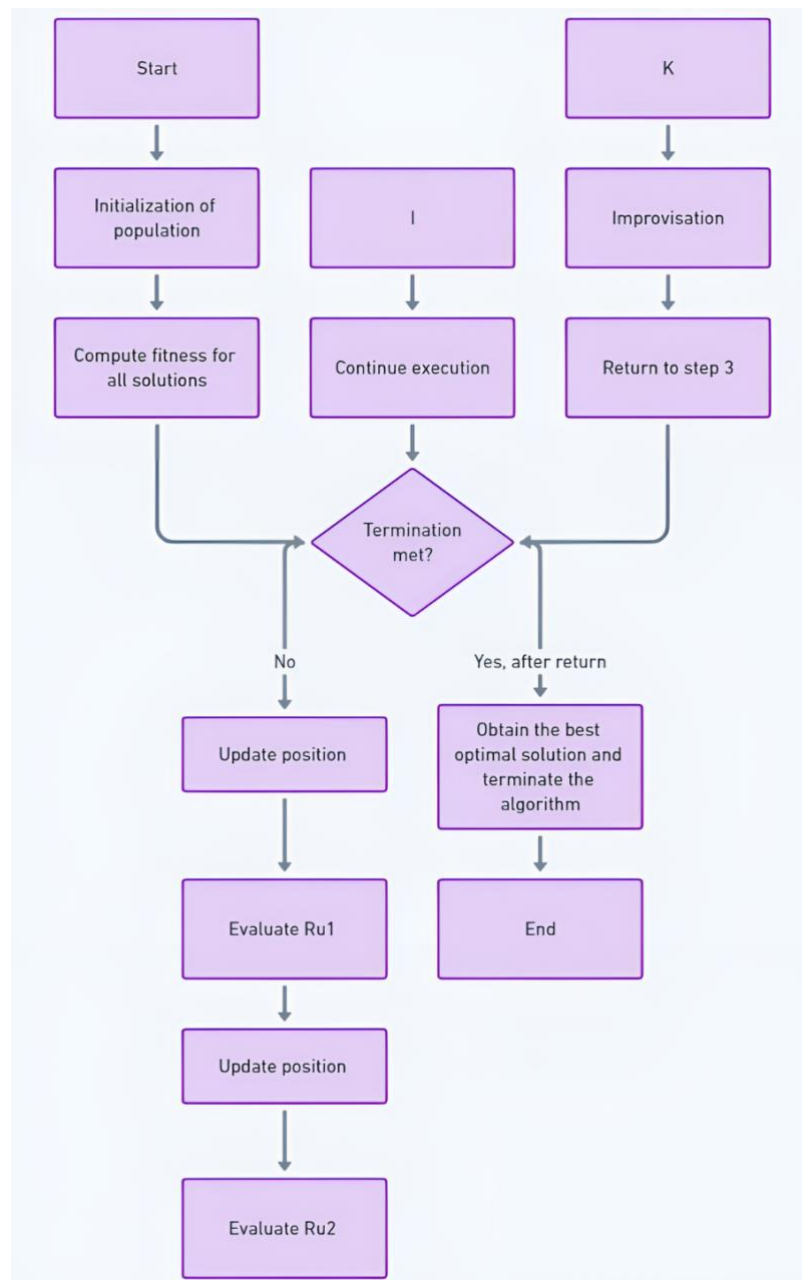 Start
K
Initialization of
population
I
Improvisation
Compute fitness for
all solutions
Continue execution
Return to step 3
Termination
met?
No
Yes, after return
Update position
Obtain the best
optimal solution and
terminate the
algorithm
Evaluate Ru1
End
Update position
Evaluate Ru2